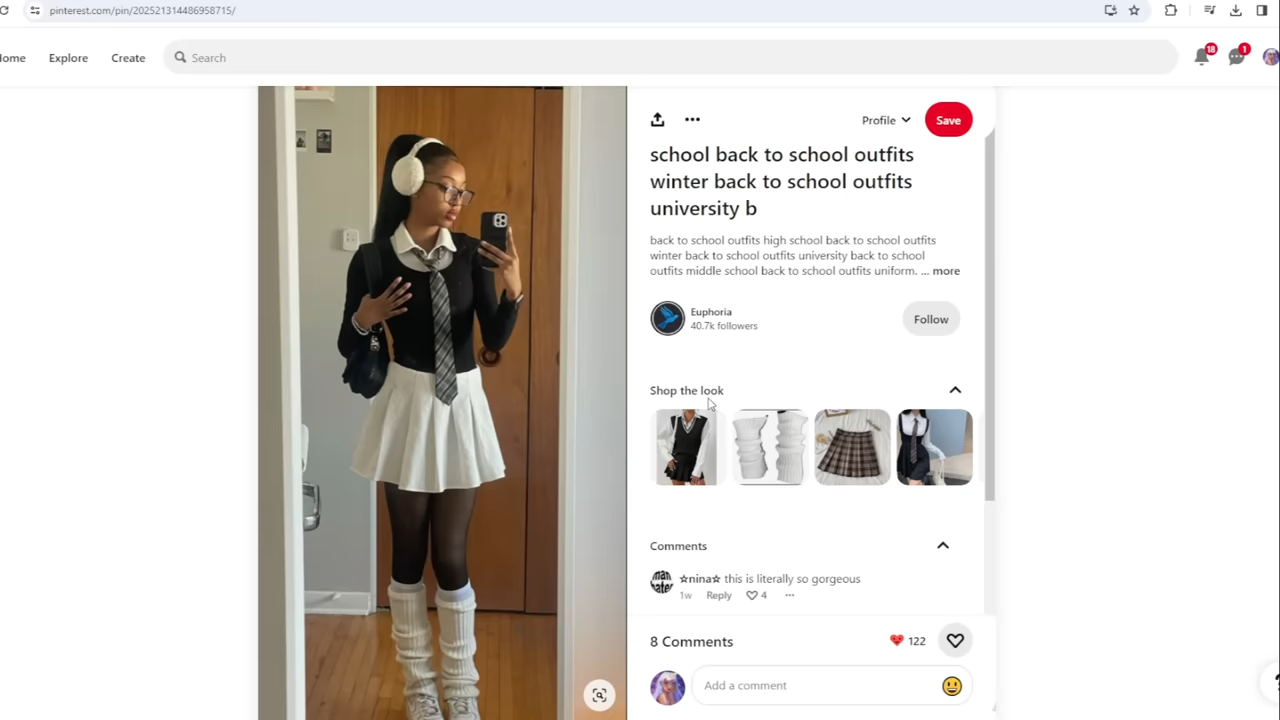 pinterest.com/pin/202521314486958715/
Home
Explore
Create
Search
18
1
Profile
Save
school back to school outfits
winter back to school outfits
university b
back to school outfits high school back to school outfits
winter back to school outfits university back to school
outfits middle school back to school outfits uniform. ... more
Euphoria
40.7k followers
Follow
Shop the look
Comments
man
hater
☆nina☆ this is literally so gorgeous
1w
Reply
4
8 Comments
122
Add a comment
?